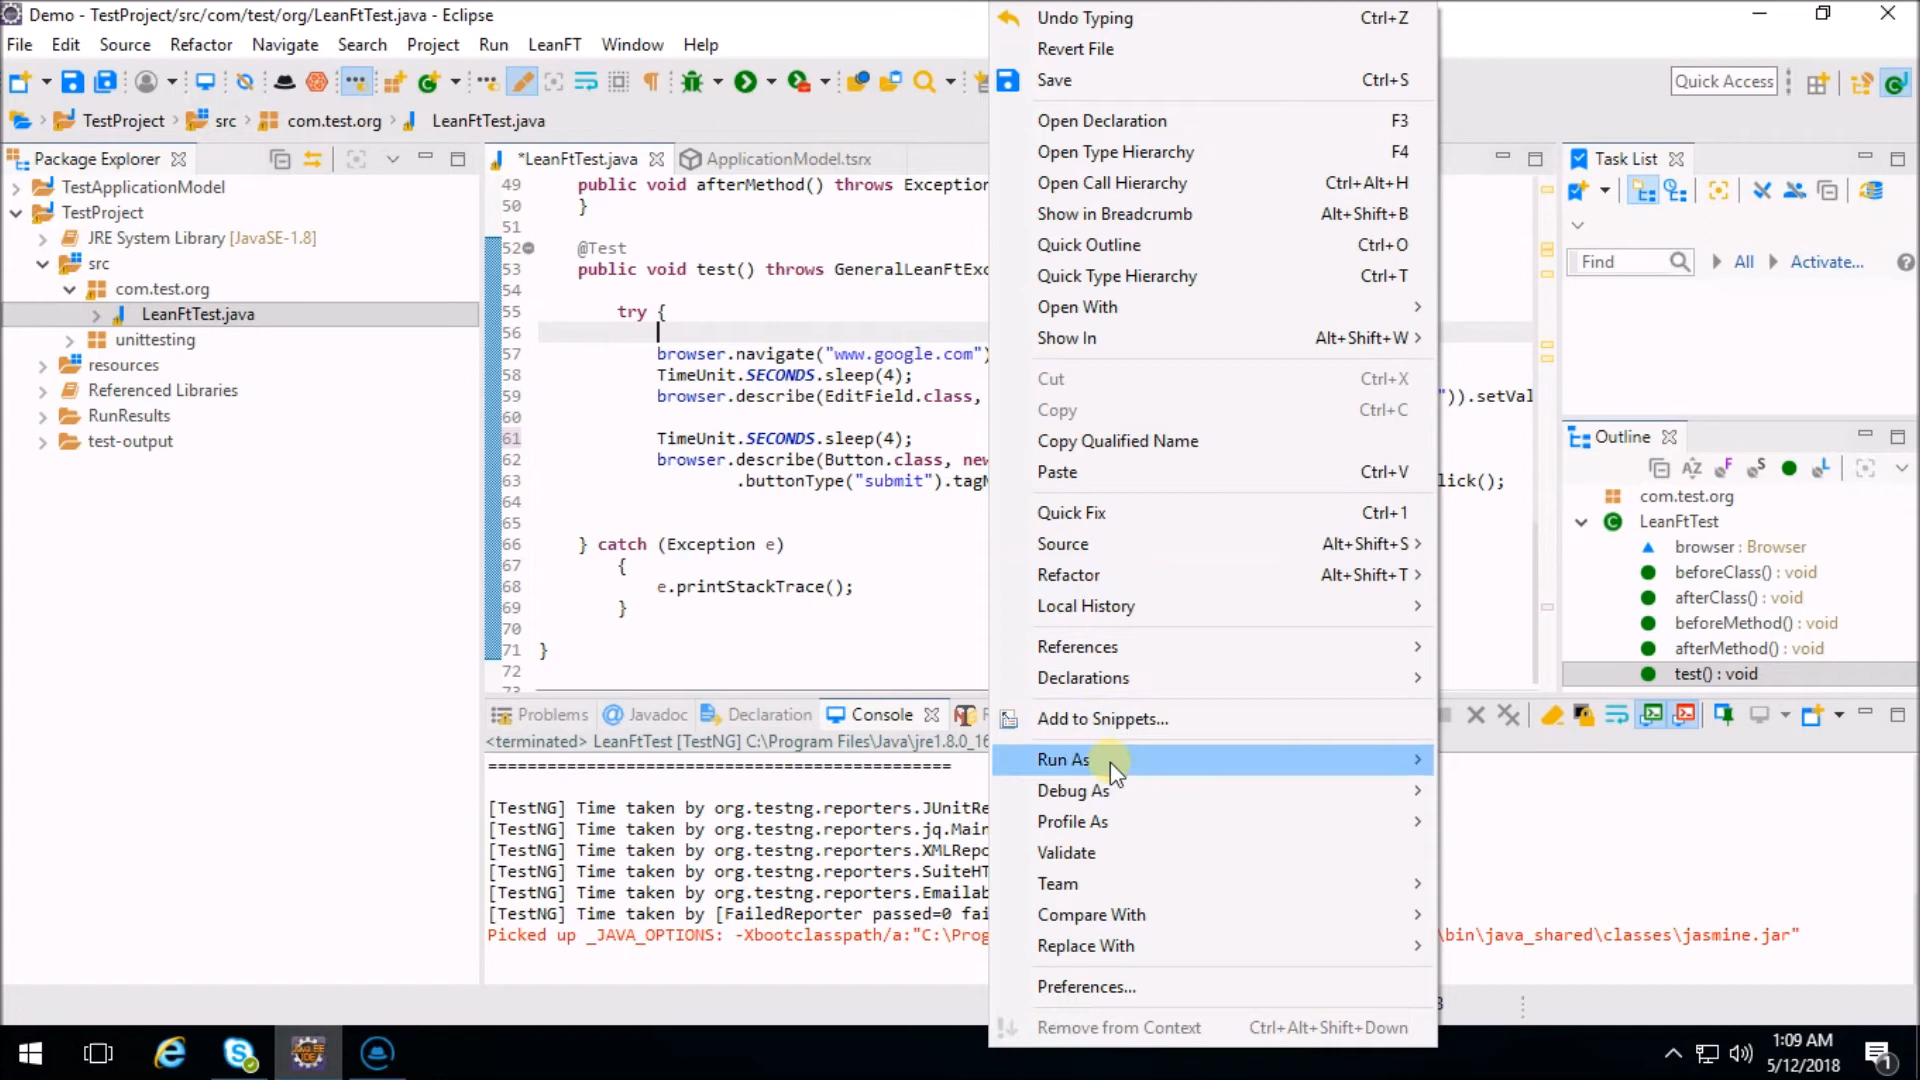 Demo - TestProject/src/com/test/org/LeanFtTest.java - Eclipse
File Edit Source Refactor Navigate Search Project Run LeanFT Window Help
Quick Access
TestProject src com.test.org LeanFtTest.java
Package Explorer
TestApplicationModel
TestProject
JRE System Library [JavaSE-1.8]
src
com.test.org
LeanFtTest.java
unittesting
resources
Referenced Libraries
RunResults
test-output
*LeanFtTest.java ApplicationModel.tsrx
49 public void afterMethod() throws Exception
50 }
51
52 @Test
53 public void test() throws GeneralLeanFtExc
54
55 try {
56
57 browser.navigate("www.google.com")
58 TimeUnit.SECONDS.sleep(4);
59 browser.describe(EditField.class, ")).setVal
60
61 TimeUnit.SECONDS.sleep(4);
62 browser.describe(Button.class, new
63 .buttonType("submit").tagN lick();
64
65
66 } catch (Exception e)
67 {
68 e.printStackTrace();
69 }
70
71 }
72
73
Problems Javadoc Declaration Console
<terminated> LeanFtTest [TestNG] C:\Program Files\Java\jre1.8.0_16
===============================================
[TestNG] Time taken by org.testng.reporters.JUnitRe
[TestNG] Time taken by org.testng.reporters.jq.Main
[TestNG] Time taken by org.testng.reporters.XMLRepo
[TestNG] Time taken by org.testng.reporters.SuiteHT
[TestNG] Time taken by org.testng.reporters.Emailab
[TestNG] Time taken by [FailedReporter passed=0 fai
Picked up _JAVA_OPTIONS: -Xbootclasspath/a:"C:\Prog \bin\java_shared\classes\jasmine.jar"
Undo Typing Ctrl+Z
Revert File
Save Ctrl+S
Open Declaration F3
Open Type Hierarchy F4
Open Call Hierarchy Ctrl+Alt+H
Show in Breadcrumb Alt+Shift+B
Quick Outline Ctrl+O
Quick Type Hierarchy Ctrl+T
Open With
Show In Alt+Shift+W
Cut Ctrl+X
Copy Ctrl+C
Copy Qualified Name
Paste Ctrl+V
Quick Fix Ctrl+1
Source Alt+Shift+S
Refactor Alt+Shift+T
Local History
References
Declarations
Add to Snippets...
Run As
Debug As
Profile As
Validate
Team
Compare With
Replace With
Preferences...
Remove from Context Ctrl+Alt+Shift+Down
Task List
Find All Activate...
Outline
com.test.org
LeanFtTest
browser : Browser
beforeClass() : void
afterClass() : void
beforeMethod() : void
afterMethod() : void
test() : void
1:09 AM
5/12/2018
1